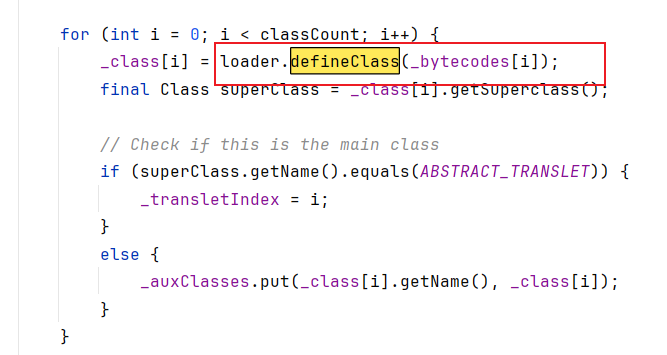 for (int i = 0; i < classCount; i++) {
_class[i] = loader.defineClass(_bytecodes[i]);
final Class superClass = _class[i].getSuperclass();
// Check if this is the main class
if (superClass.getName().equals(ABSTRACT_TRANSLET)) {
_transletIndex = i;
}
else {
_auxClasses.put(_class[i].getName(), _class[i]);
}
}